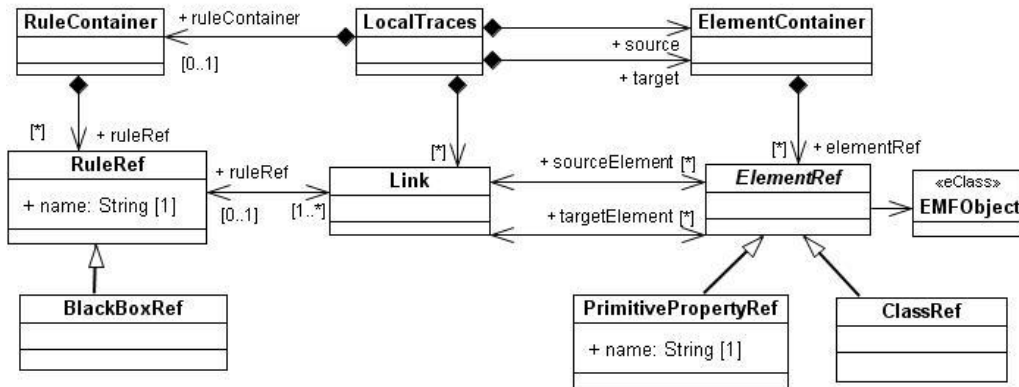 RuleContainer
+ ruleContainer
LocalTraces
ElementContainer
[0..1]
+ source
+ target
[*]
+ ruleRef
[*]
[*]
+ elementRef
RuleRef
+ name: String [1]
+ ruleRef
[0..1]
[1..*]
Link
+ sourceElement [*]
+ targetElement [*]
ElementRef
«eClass»
EMFObject
BlackBoxRef
PrimitivePropertyRef
+ name: String [1]
ClassRef